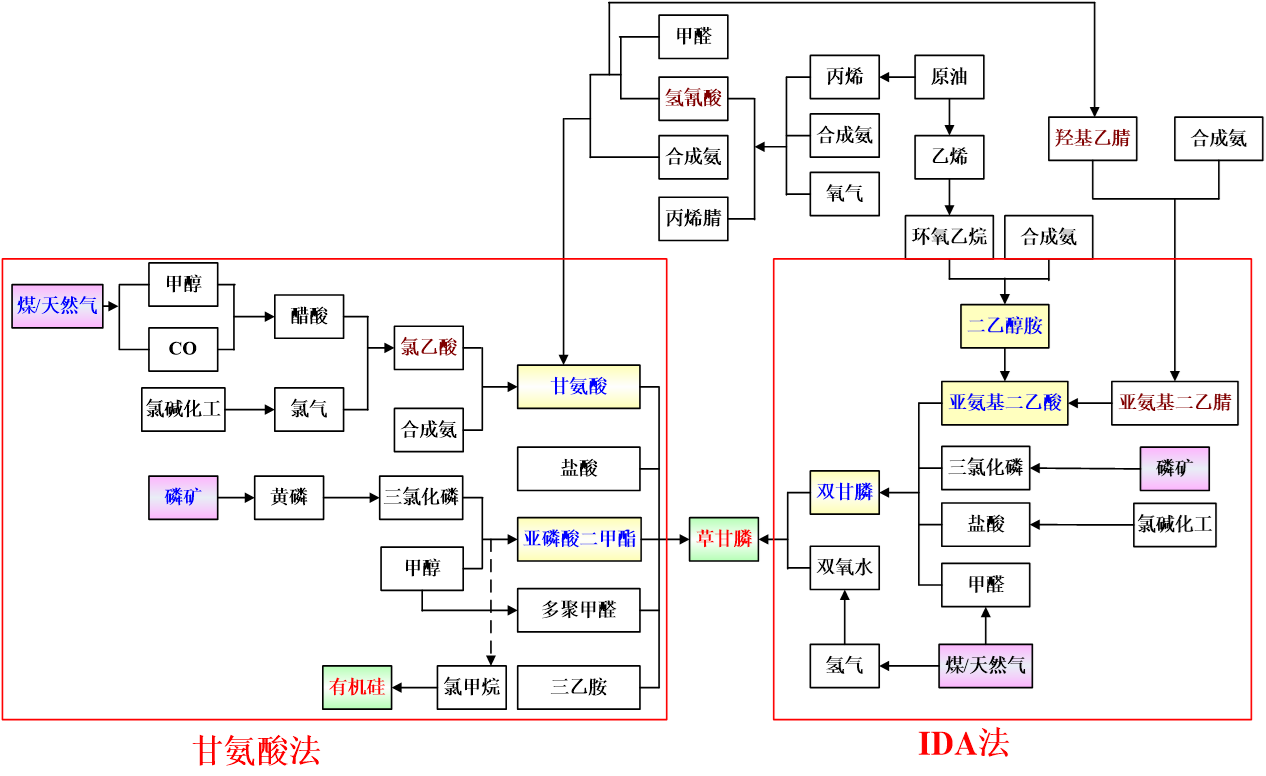 甲醛
氢氰酸
合成氨
丙烯腈
丙烯
原油
合成氨
乙烯
氧气
羟基乙腈
合成氨
环氧乙烷
合成氨
煤/天然气
甲醇
CO
醋酸
氯碱化工
氯气
氯乙酸
合成氨
甘氨酸
盐酸
磷矿
黄磷
三氯化磷
甲醇
亚磷酸二甲酯
多聚甲醛
三乙胺
氯甲烷
有机硅
草甘膦
二乙醇胺
亚氨基二乙酸
亚氨基二乙腈
三氯化磷
磷矿
双甘膦
盐酸
氯碱化工
双氧水
甲醛
氢气
煤/天然气
甘氨酸法
IDA法